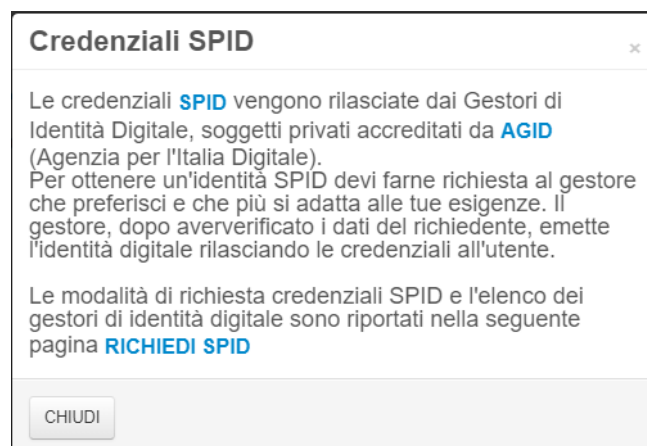 Credenziali SPID
×
Le credenziali SPID vengono rilasciate dai Gestori di
Identità Digitale, soggetti privati accreditati da AGID
(Agenzia per l'Italia Digitale).
Per ottenere un'identità SPID devi farne richiesta al gestore
che preferisci e che più si adatta alle tue esigenze. Il
gestore, dopo aververificato i dati del richiedente, emette
l'identità digitale rilasciando le credenziali all'utente.
Le modalità di richiesta credenziali SPID e l'elenco dei
gestori di identità digitale sono riportati nella seguente
pagina RICHIEDI SPID
CHIUDI